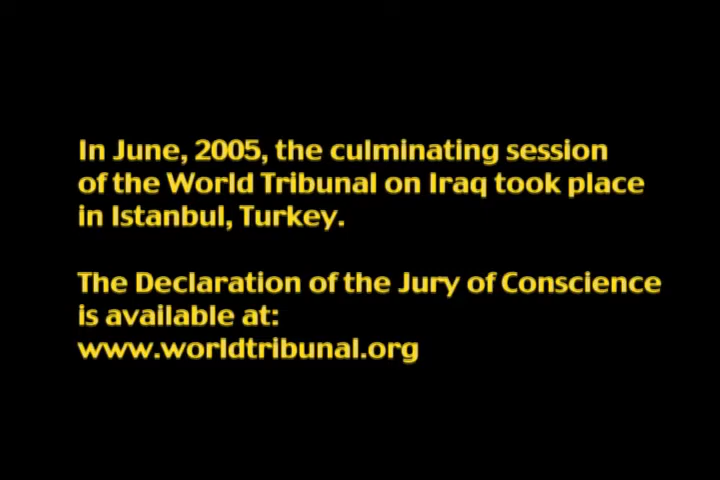 In June, 2005, the culminating session
of the World Tribunal on Iraq took place
in Istanbul, Turkey.
The Declaration of the Jury of Conscience
is available at:
www.worldtribunal.org